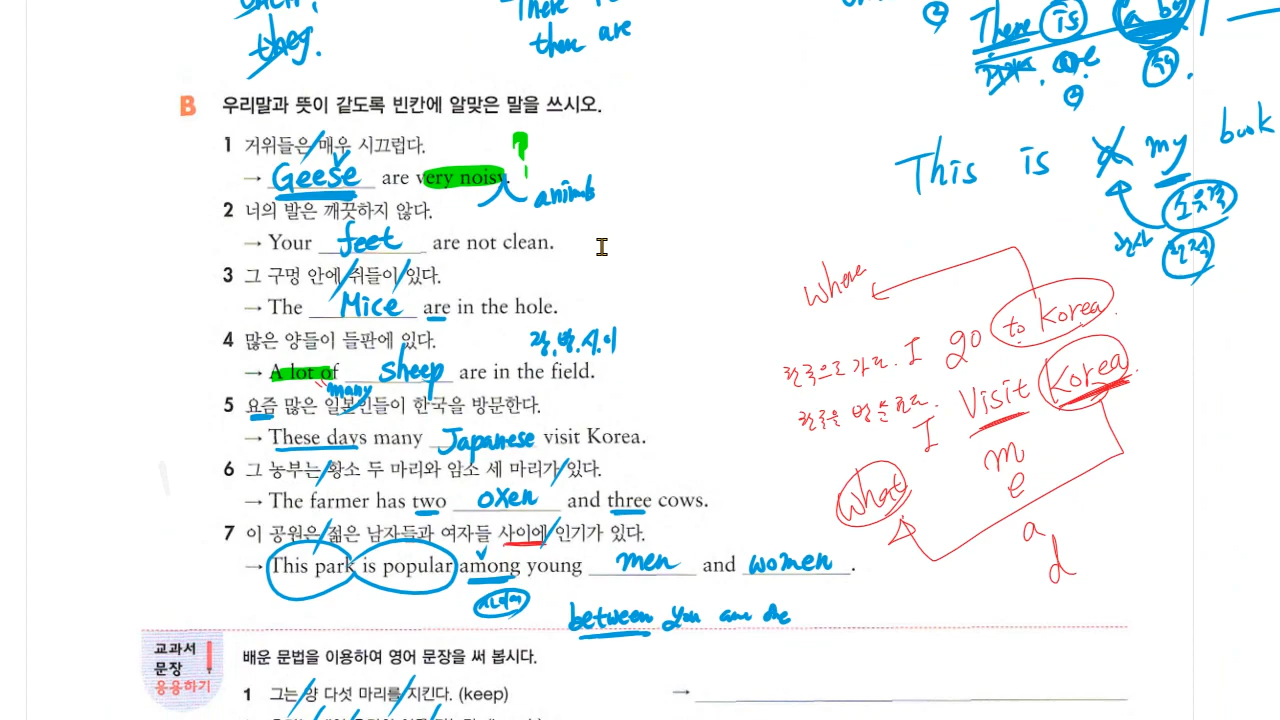 they.
there are
There is a
are
B 우리말과 뜻이 같도록 빈칸에 알맞은 말을 쓰시오.
1 거위들은 매우 시끄럽다.
→ Geese are very noisy. ?
animals
2 너의 발은 깨끗하지 않다.
→ Your feet are not clean.
3 그 구멍 안에 쥐들이 있다.
→ The Mice are in the hole.
4 많은 양들이 들판에 있다.
→ A lot of sheep are in the field.
many
5 요즘 많은 일본인들이 한국을 방문한다.
→ These days many Japanese visit Korea.
6 그 농부는 황소 두 마리와 암소 세 마리가 있다.
→ The farmer has two oxen and three cows.
7 이 공원은 젊은 남자들과 여자들 사이에 인기가 있다.
→ This park is popular among young men and women.
between you and me
This is a my book
소유격
한정
where
한국으로 가다. I go to Korea.
I visit Korea
what
m
e
a
d
교과서
문장
응용하기
배운 문법을 이용하여 영어 문장을 써 봅시다.
1 그는 양 다섯 마리를 지킨다. (keep) →